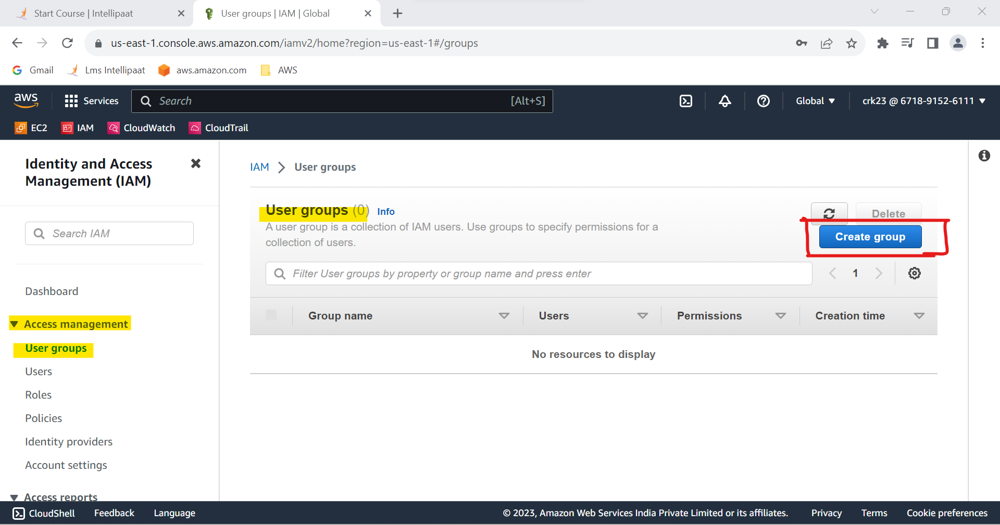 Start Course | Intellipaat
User groups | IAM | Global
us-east-1.console.aws.amazon.com/iamv2/home?region=us-east-1#/groups
Gmail
Lms Intellipaat
aws.amazon.com
AWS
aws
Services
Search
[Alt+S]
Global
crk23 @ 6718-9152-6111
EC2
IAM
CloudWatch
CloudTrail
Identity and Access
Management (IAM)
Search IAM
Dashboard
Access management
User groups
Users
Roles
Policies
Identity providers
Account settings
Access reports
IAM
User groups
User groups (0) Info
A user group is a collection of IAM users. Use groups to specify permissions for a
collection of users.
Delete
Create group
Filter User groups by property or group name and press enter
1
Group name
Users
Permissions
Creation time
No resources to display
CloudShell
Feedback
Language
© 2023, Amazon Web Services India Private Limited or its affiliates.
Privacy
Terms
Cookie preferences